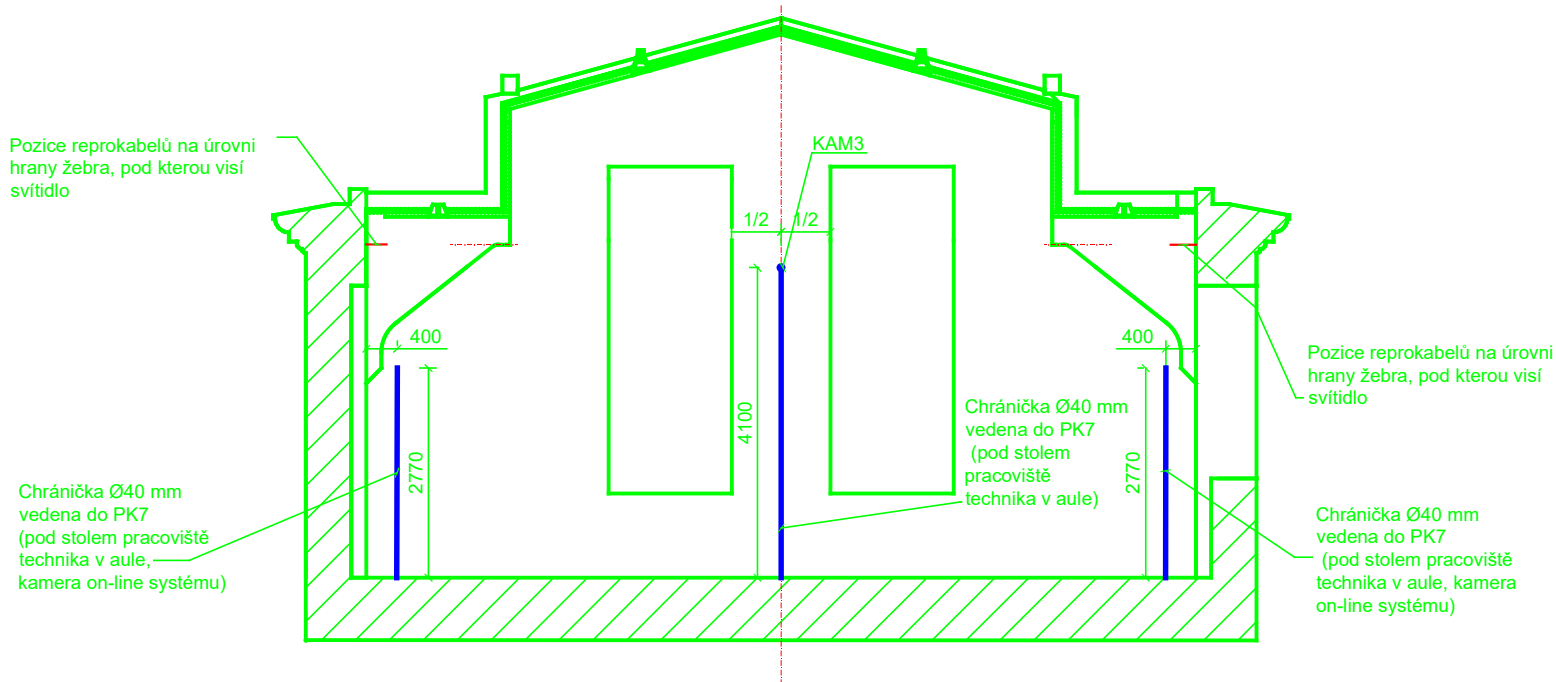 Pozice reprokabelů na úrovni
hrany žebra, pod kterou visí
svítidlo
KAM3
1/2
1/2
400
400
4100
2770
2770
Pozice reprokabelů na úrovni
hrany žebra, pod kterou visí
svítidlo
Chránička Ø40 mm
vedena do PK7
(pod stolem
pracoviště
technika v aule)
Chránička Ø40 mm
vedena do PK7
(pod stolem pracoviště
technika v aule,
kamera on-line systému)
Chránička Ø40 mm
vedena do PK7
(pod stolem pracoviště
technika v aule, kamera
on-line systému)